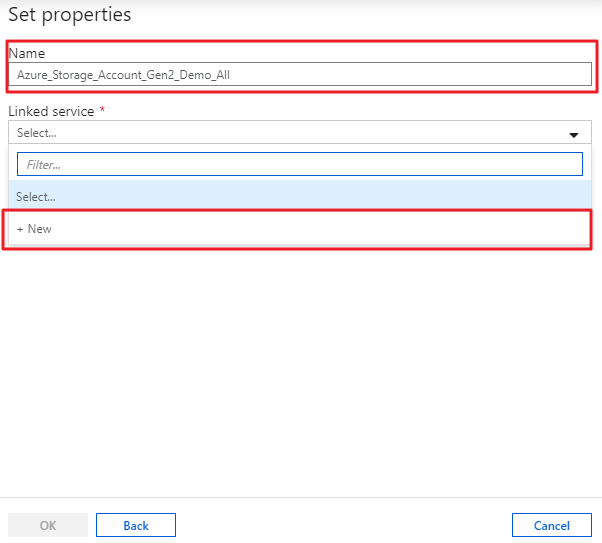 Set properties
Name
Azure_Storage_Account_Gen2_Demo_All
Linked service *
Select...
Filter...
Select...
+ New
OK
Back
Cancel